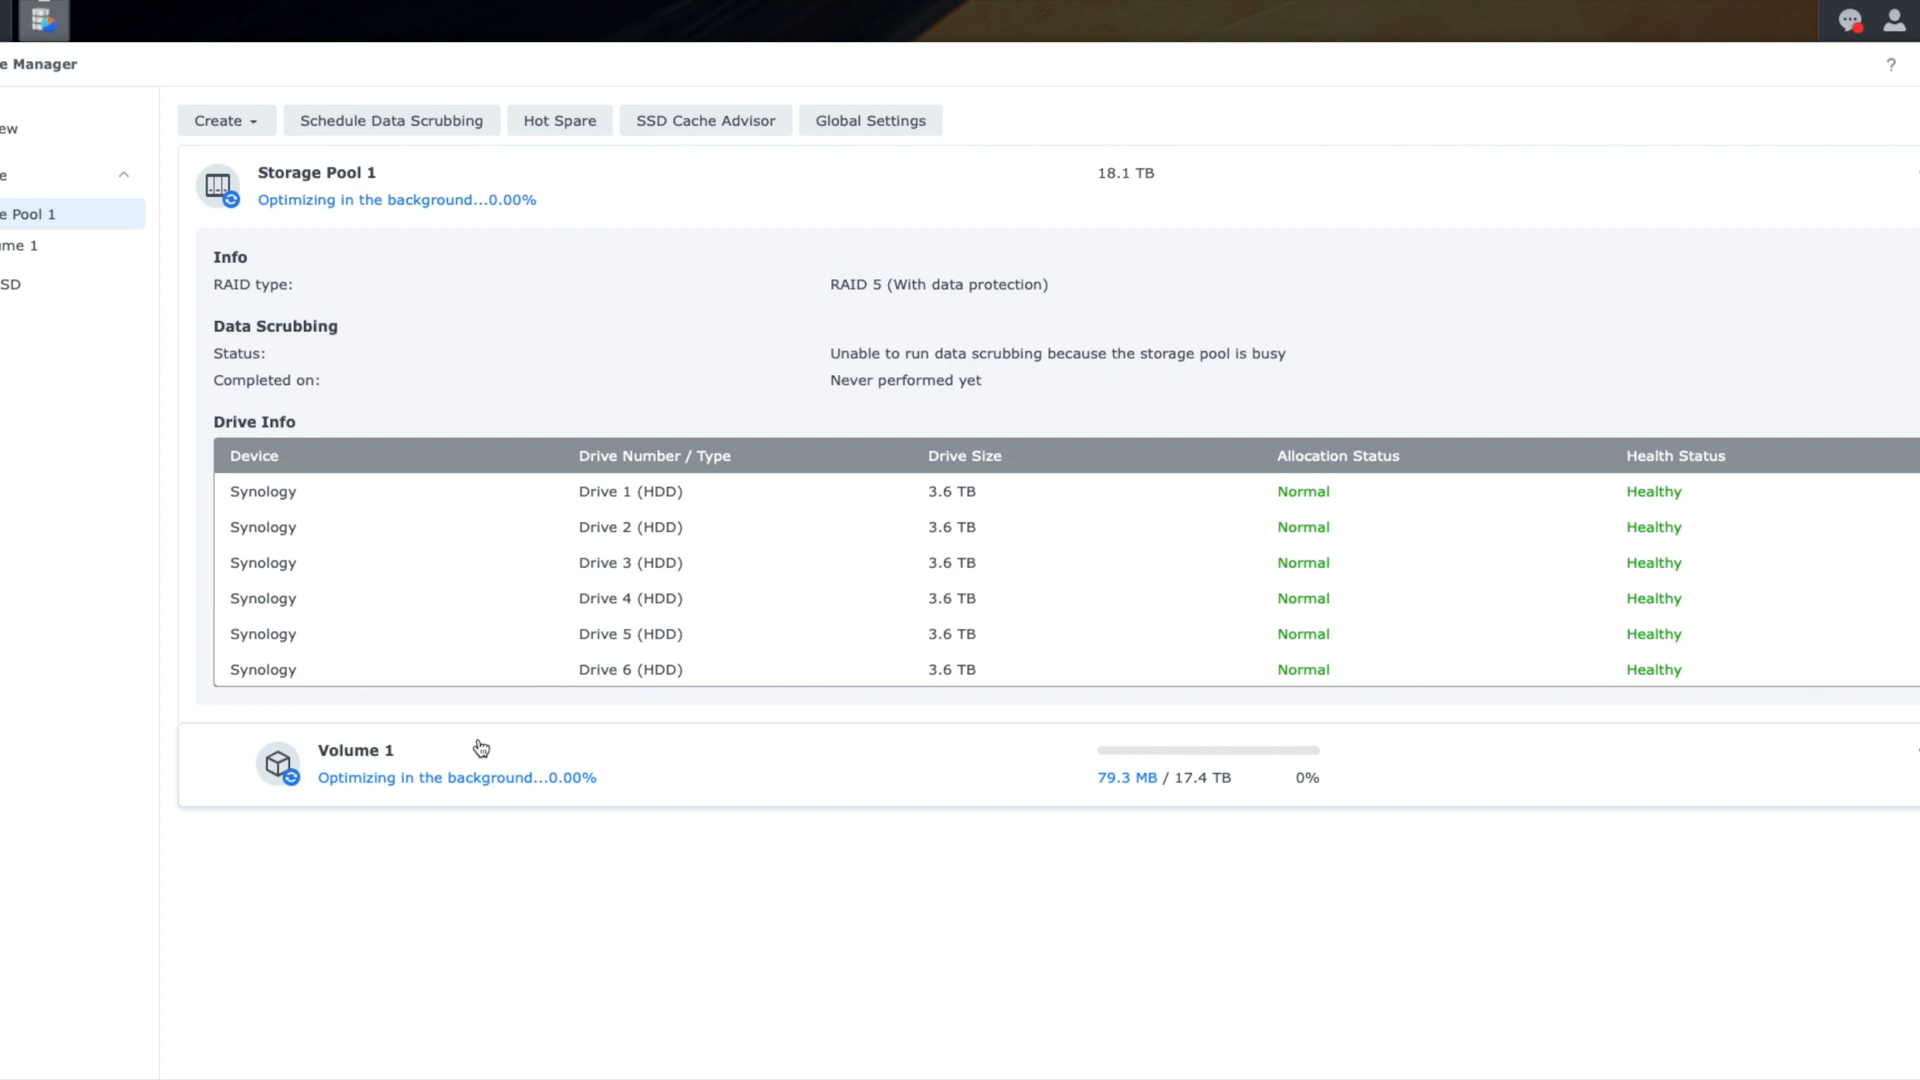 e Manager
?
ew
Create
Schedule Data Scrubbing
Hot Spare
SSD Cache Advisor
Global Settings
e
e Pool 1
ume 1
SD
Storage Pool 1
18.1 TB
Optimizing in the background...0.00%
Info
RAID type:
RAID 5 (With data protection)
Data Scrubbing
Status:
Unable to run data scrubbing because the storage pool is busy
Completed on:
Never performed yet
Drive Info
Device Drive Number / Type Drive Size Allocation Status Health Status
Synology Drive 1 (HDD) 3.6 TB Normal Healthy
Synology Drive 2 (HDD) 3.6 TB Normal Healthy
Synology Drive 3 (HDD) 3.6 TB Normal Healthy
Synology Drive 4 (HDD) 3.6 TB Normal Healthy
Synology Drive 5 (HDD) 3.6 TB Normal Healthy
Synology Drive 6 (HDD) 3.6 TB Normal Healthy
Volume 1
Optimizing in the background...0.00%
79.3 MB / 17.4 TB 0%